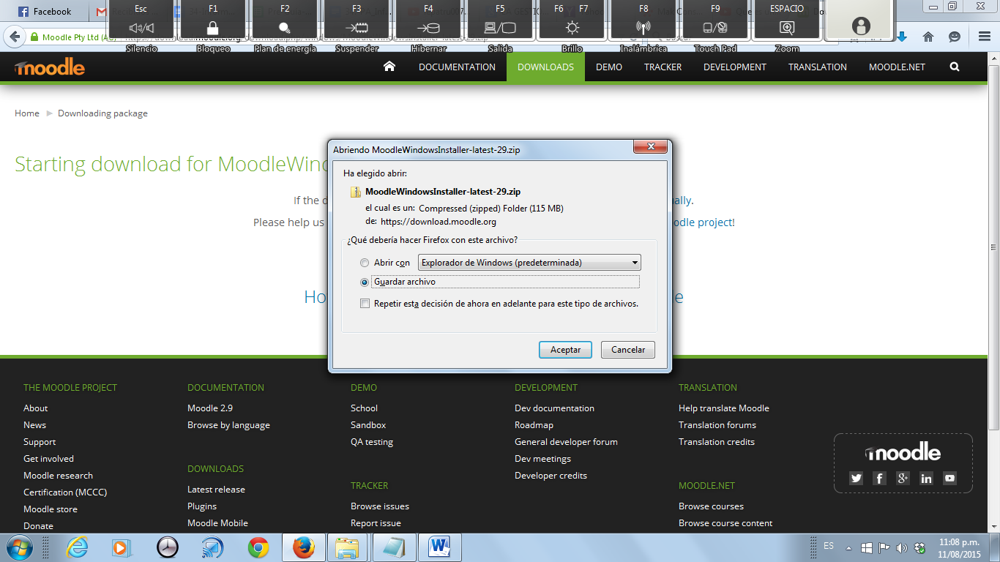 Esc F1 F2 F3 F4 F5 F6 F7 F8 F9 ESPACIO
Facebook
Silencio Bloqueo Plan de energía Suspender Hibernar Salida Brillo Inalámbrica Touch Pad Zoom
Moodle Pty Ltd
moodle
DOCUMENTATION DOWNLOADS DEMO TRACKER DEVELOPMENT TRANSLATION MOODLE.NET
Home Downloading package
Starting download for MoodleWind
If the d
nally.
Please help us
odle project!
Ho
e
Abriendo MoodleWindowsInstaller-latest-29.zip
Ha elegido abrir:
MoodleWindowsInstaller-latest-29.zip
el cual es un: Compressed (zipped) Folder (115 MB)
de: https://download.moodle.org
¿Qué debería hacer Firefox con este archivo?
Abrir con Explorador de Windows (predeterminada)
Guardar archivo
Repetir esta decisión de ahora en adelante para este tipo de archivos.
Aceptar Cancelar
THE MOODLE PROJECT
About
News
Support
Get involved
Moodle research
Certification (MCCC)
Moodle store
Donate
DOCUMENTATION
Moodle 2.9
Browse by language
DOWNLOADS
Latest release
Plugins
Moodle Mobile
DEMO
School
Sandbox
QA testing
TRACKER
Browse issues
Report issue
DEVELOPMENT
Dev documentation
Roadmap
General developer forum
Dev meetings
Developer credits
TRANSLATION
Help translate Moodle
Translation forums
Translation credits
MOODLE.NET
Browse courses
Browse course content
moodle
ES
11:08 p.m.
11/08/2015